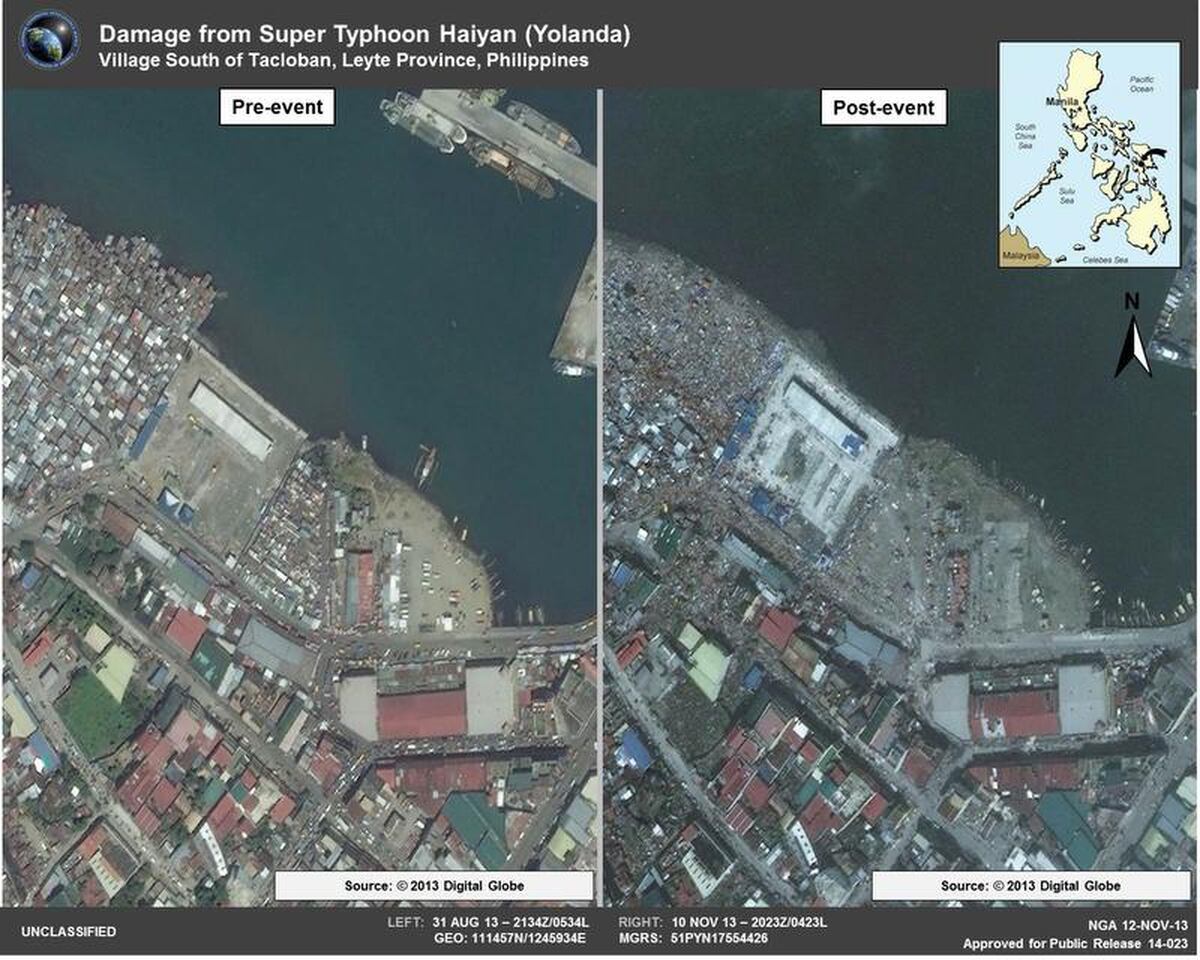 Damage from Super Typhoon Haiyan (Yolanda)
Village South of Tacloban, Leyte Province, Philippines
Pre-event
Post-event
Pacific
Ocean
Manila
South
China
Sea
Sulu
Sea
Malaysia
Celebes Sea
N
Source: © 2013 Digital Globe
Source: © 2013 Digital Globe
UNCLASSIFIED
LEFT: 31 AUG 13 – 2134Z/0534L
GEO: 111457N/1245934E
RIGHT: 10 NOV 13 – 2023Z/0423L
MGRS: 51PYN17554426
NGA 12-NOV-13
Approved for Public Release 14-023